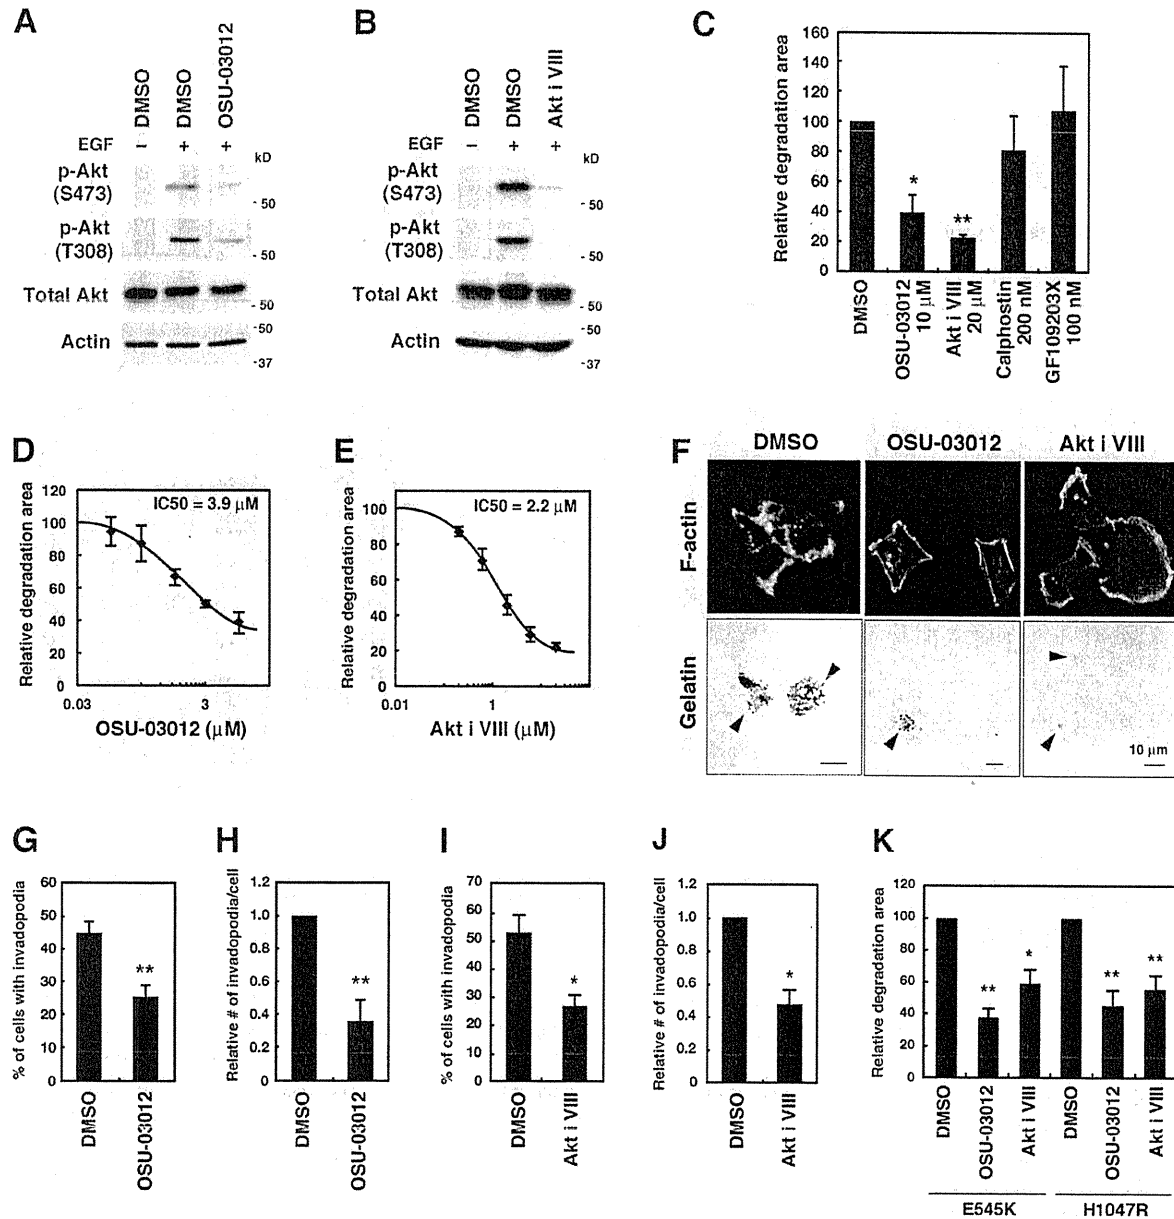 A
DMSO
DMSO
OSU-03012
EGF - + +
kD
p-Akt
(S473)
- 50
p-Akt
(T308)
- 50
Total Akt
- 50
- 50
Actin
-37
B
DMSO
DMSO
Akt i VIII
EGF - + +
kD
p-Akt
(S473)
- 50
p-Akt
(T308)
- 50
Total Akt
- 50
- 50
Actin
-37
C
Relative degradation area
160
140
120
100
80
60
40
20
0
*
**
DMSO
OSU-03012
10 µM
Akt i VIII
20 µM
Calphostin
200 nM
GF109203X
100 nM
D
Relative degradation area
120
100
80
60
40
20
0
IC50 = 3.9 µM
0.03
3
OSU-03012 (µM)
E
Relative degradation area
100
80
60
40
20
0
IC50 = 2.2 µM
0.01
1
Akt i VIII (µM)
F
DMSO
OSU-03012
Akt i VIII
F-actin
Gelatin
10 µm
G
% of cells with invadopodia
60
50
40
30
20
10
0
**
DMSO
OSU-03012
H
Relative # of invadopodia/cell
1.2
1.0
0.8
0.6
0.4
0.2
0
**
DMSO
OSU-03012
I
% of cells with invadopodia
70
60
50
40
30
20
10
0
*
DMSO
Akt i VIII
J
Relative # of invadopodia/cell
1.2
1.0
0.8
0.6
0.4
0.2
0
*
DMSO
Akt i VIII
K
Relative degradation area
120
100
80
60
40
20
0
**
*
**
**
DMSO
OSU-03012
Akt i VIII
DMSO
OSU-03012
Akt i VIII
E545K
H1047R